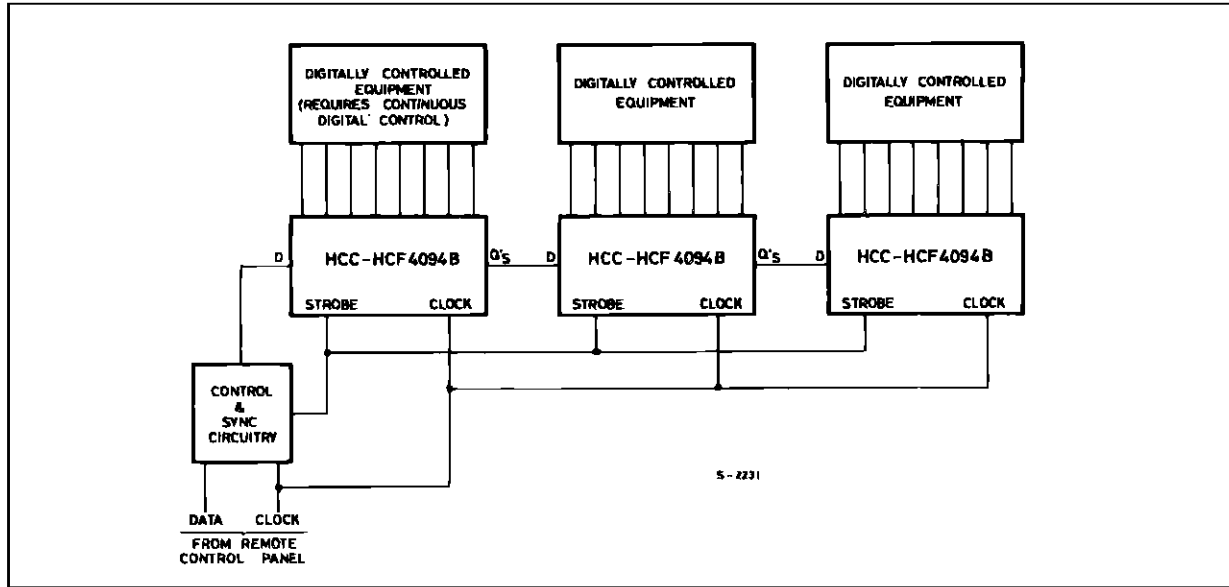 DIGITALLY CONTROLLED
EQUIPMENT
(REQUIRES CONTINUOUS
DIGITAL CONTROL)
DIGITALLY CONTROLLED
EQUIPMENT
DIGITALLY CONTROLLED
EQUIPMENT
D
HCC-HCF4094B
Q'S
STROBE CLOCK
D
HCC-HCF4094B
Q'S
STROBE CLOCK
D
HCC-HCF4094B
STROBE CLOCK
CONTROL
&
SYNC
CIRCUITRY
S-2231
DATA CLOCK
FROM REMOTE
CONTROL PANEL